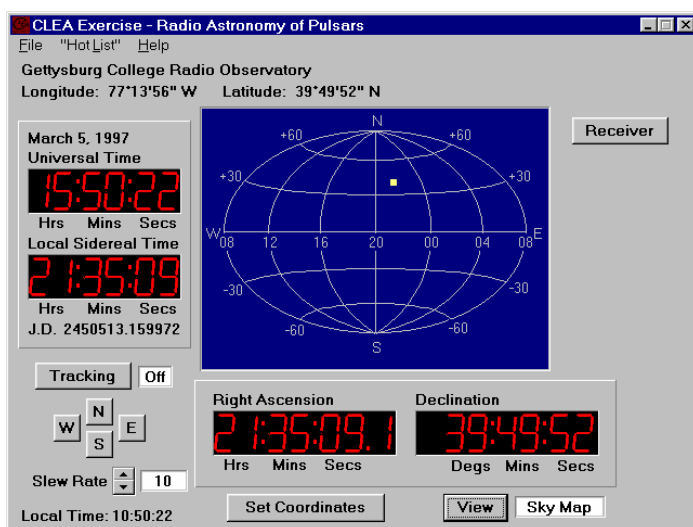 CLEA Exercise - Radio Astronomy of Pulsars
File "Hot List" Help
Gettysburg College Radio Observatory
Longitude: 77°13'56" W Latitude: 39°49'52" N
Receiver
March 5, 1997
Universal Time
15:50:22
Hrs Mins Secs
Local Sidereal Time
21:35:09
Hrs Mins Secs
J.D. 2450513.159972
N
+60 +60
+30 +30
W 08 12 16 20 00 04 08 E
-30 -30
-60 -60
S
Tracking Off
N
W E
S
Slew Rate 10
Local Time: 10:50:22
Right Ascension
21:35:09.1
Hrs Mins Secs
Declination
39:49:52
Degs Mins Secs
Set Coordinates
View Sky Map